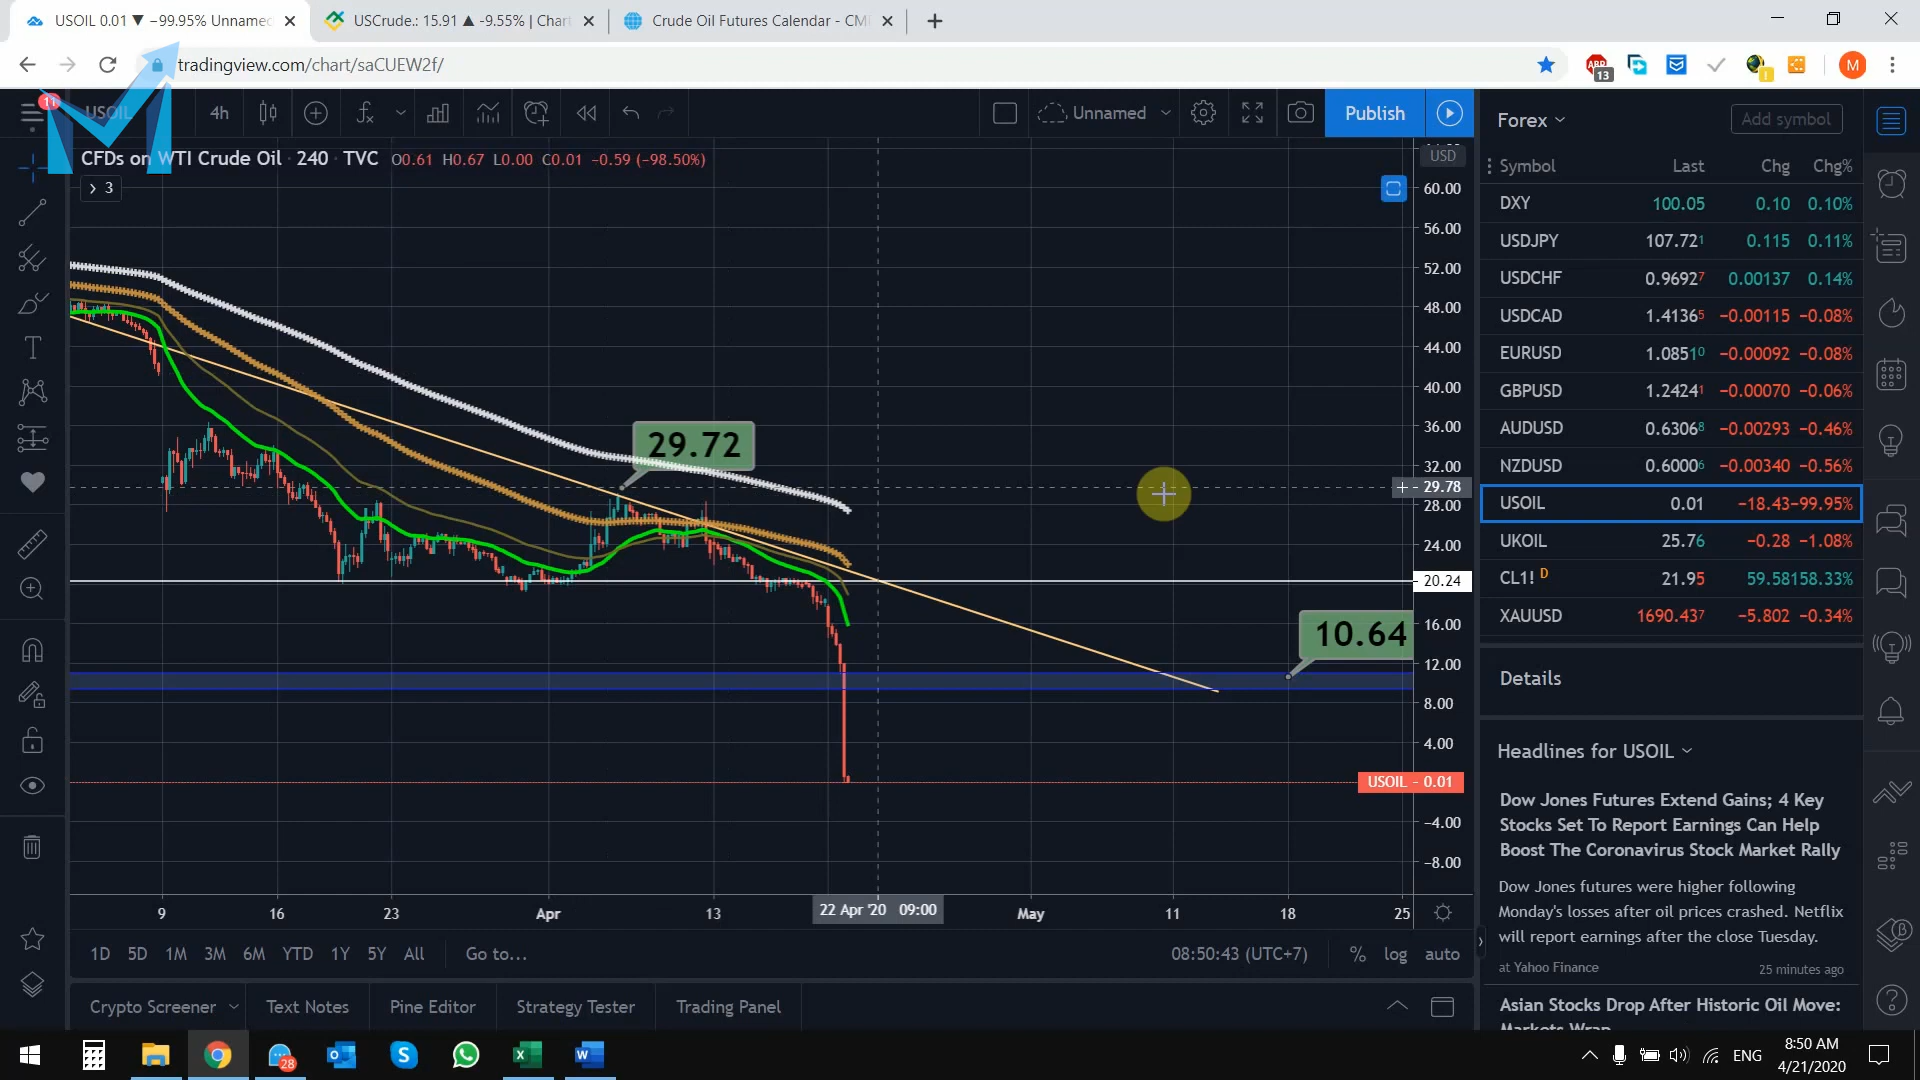 USOIL 0.01 ▼ −99.95% Unnamed
USCrude.: 15.91 ▲ -9.55% | Chart
Crude Oil Futures Calendar - CM
tradingview.com/chart/saCUEW2f/
13
1
M
11
USOIL
4h
Unnamed
Publish
Forex
Add symbol
CFDs on WTI Crude Oil · 240 · TVC O0.61 H0.67 L0.00 C0.01 −0.59 (−98.50%)
3
USD
60.00
56.00
52.00
48.00
44.00
40.00
36.00
32.00
29.78
28.00
24.00
20.24
16.00
12.00
8.00
4.00
USOIL - 0.01
−4.00
−8.00
29.72
10.64
9
16
23
Apr
13
22 Apr '20 09:00
May
11
18
25
Symbol Last Chg Chg%
DXY 100.05 0.10 0.10%
USDJPY 107.721 0.115 0.11%
USDCHF 0.96927 0.00137 0.14%
USDCAD 1.41365 −0.00115 −0.08%
EURUSD 1.08510 −0.00092 −0.08%
GBPUSD 1.24241 −0.00070 −0.06%
AUDUSD 0.63068 −0.00293 −0.46%
NZDUSD 0.60006 −0.00340 −0.56%
USOIL 0.01 −18.43 −99.95%
UKOIL 25.76 −0.28 −1.08%
CL1! D 21.95 59.58 158.33%
XAUUSD 1690.437 −5.802 −0.34%
Details
Headlines for USOIL
Dow Jones Futures Extend Gains; 4 Key
Stocks Set To Report Earnings Can Help
Boost The Coronavirus Stock Market Rally
Dow Jones futures were higher following
Monday's losses after oil prices crashed. Netflix
will report earnings after the close Tuesday.
at Yahoo Finance 25 minutes ago
Asian Stocks Drop After Historic Oil Move:
Markets Wrap
1D 5D 1M 3M 6M YTD 1Y 5Y All Go to... 08:50:43 (UTC+7) % log auto
Crypto Screener Text Notes Pine Editor Strategy Tester Trading Panel
28
ENG
8:50 AM
4/21/2020